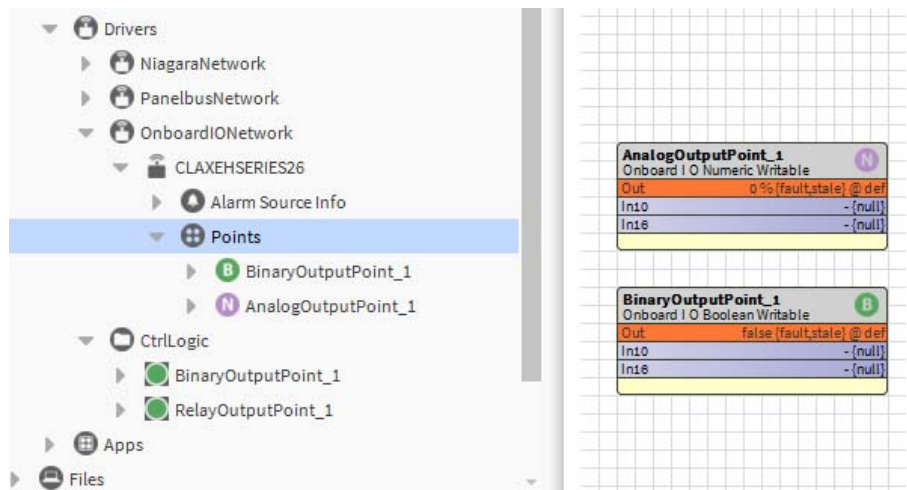 Drivers
NiagaraNetwork
PanelbusNetwork
OnboardIONetwork
CLAXEHSERIES26
Alarm Source Info
Points
B BinaryOutputPoint_1
N AnalogOutputPoint_1
CtrlLogic
BinaryOutputPoint_1
RelayOutputPoint_1
Apps
Files
AnalogOutputPoint_1 N
Onboard I O Numeric Writable
Out 0 % {fault,stale} @ def
In10 - {null}
In16 - {null}
BinaryOutputPoint_1 B
Onboard I O Boolean Writable
Out false {fault,stale} @ def
In10 - {null}
In16 - {null}